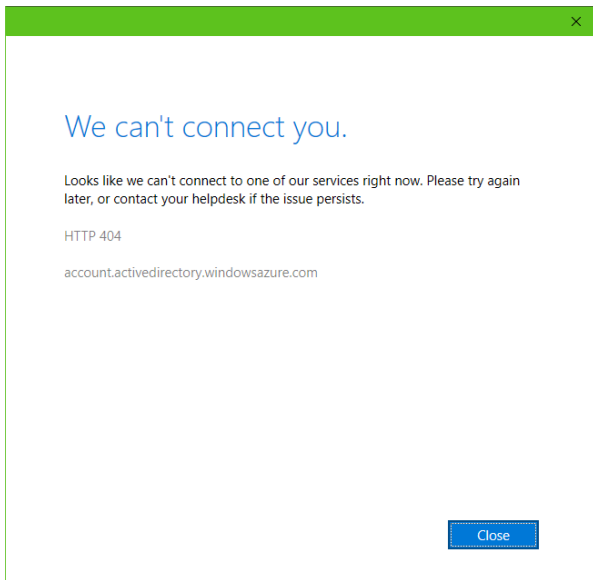 We can't connect you.
Looks like we can't connect to one of our services right now. Please try again
later, or contact your helpdesk if the issue persists.
HTTP 404
account.activedirectory.windowsazure.com
Close